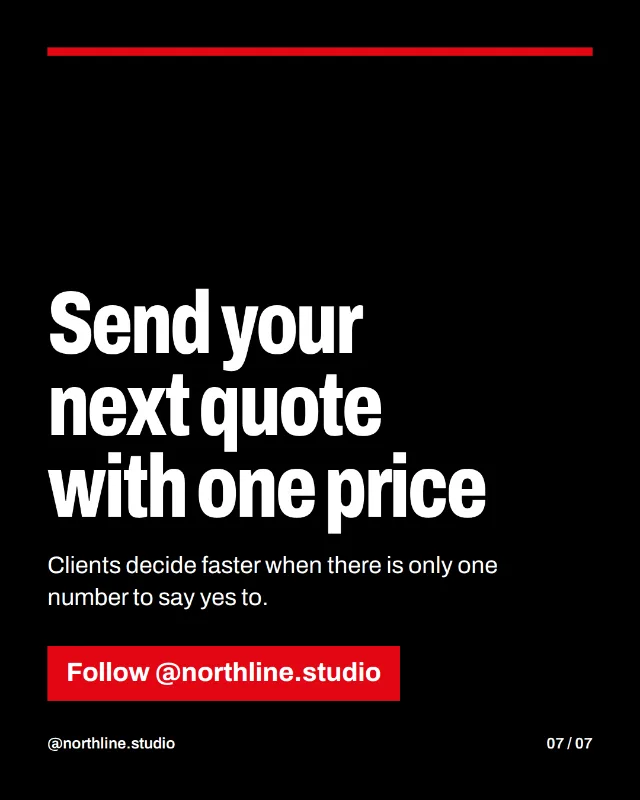 Send your
next quote
with one price
Clients decide faster when there is only one
number to say yes to.
Follow @northline.studio
@northline.studio
07 / 07